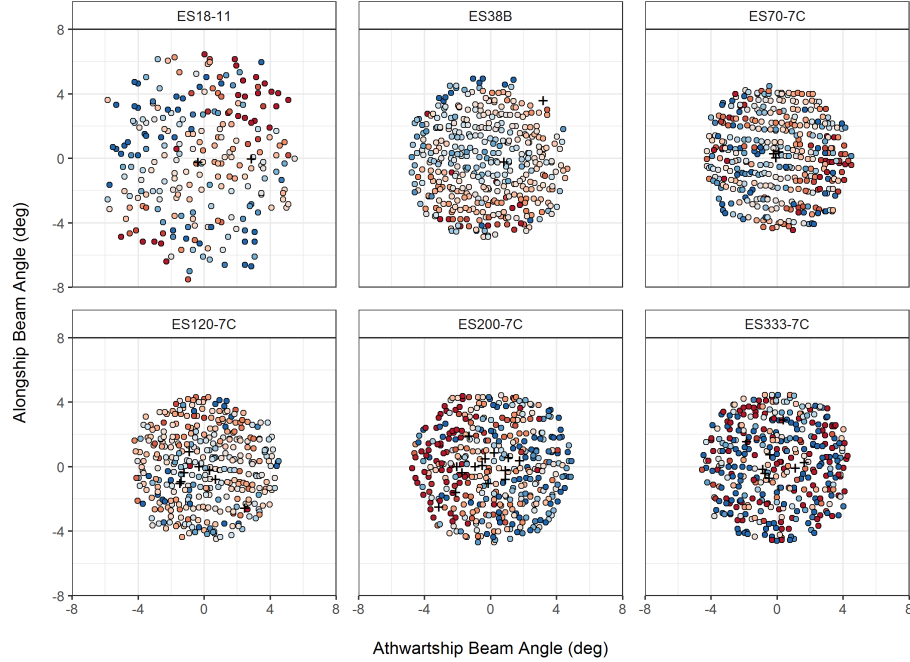 ES18-11 ES38B ES70-7C
8
4
0
-4
-8
ES120-7C ES200-7C ES333-7C
8
4
0
-4
-8
-8 -4 0 4 8 -8 -4 0 4 8 -8 -4 0 4 8
Alongship Beam Angle (deg)
Athwartship Beam Angle (deg)